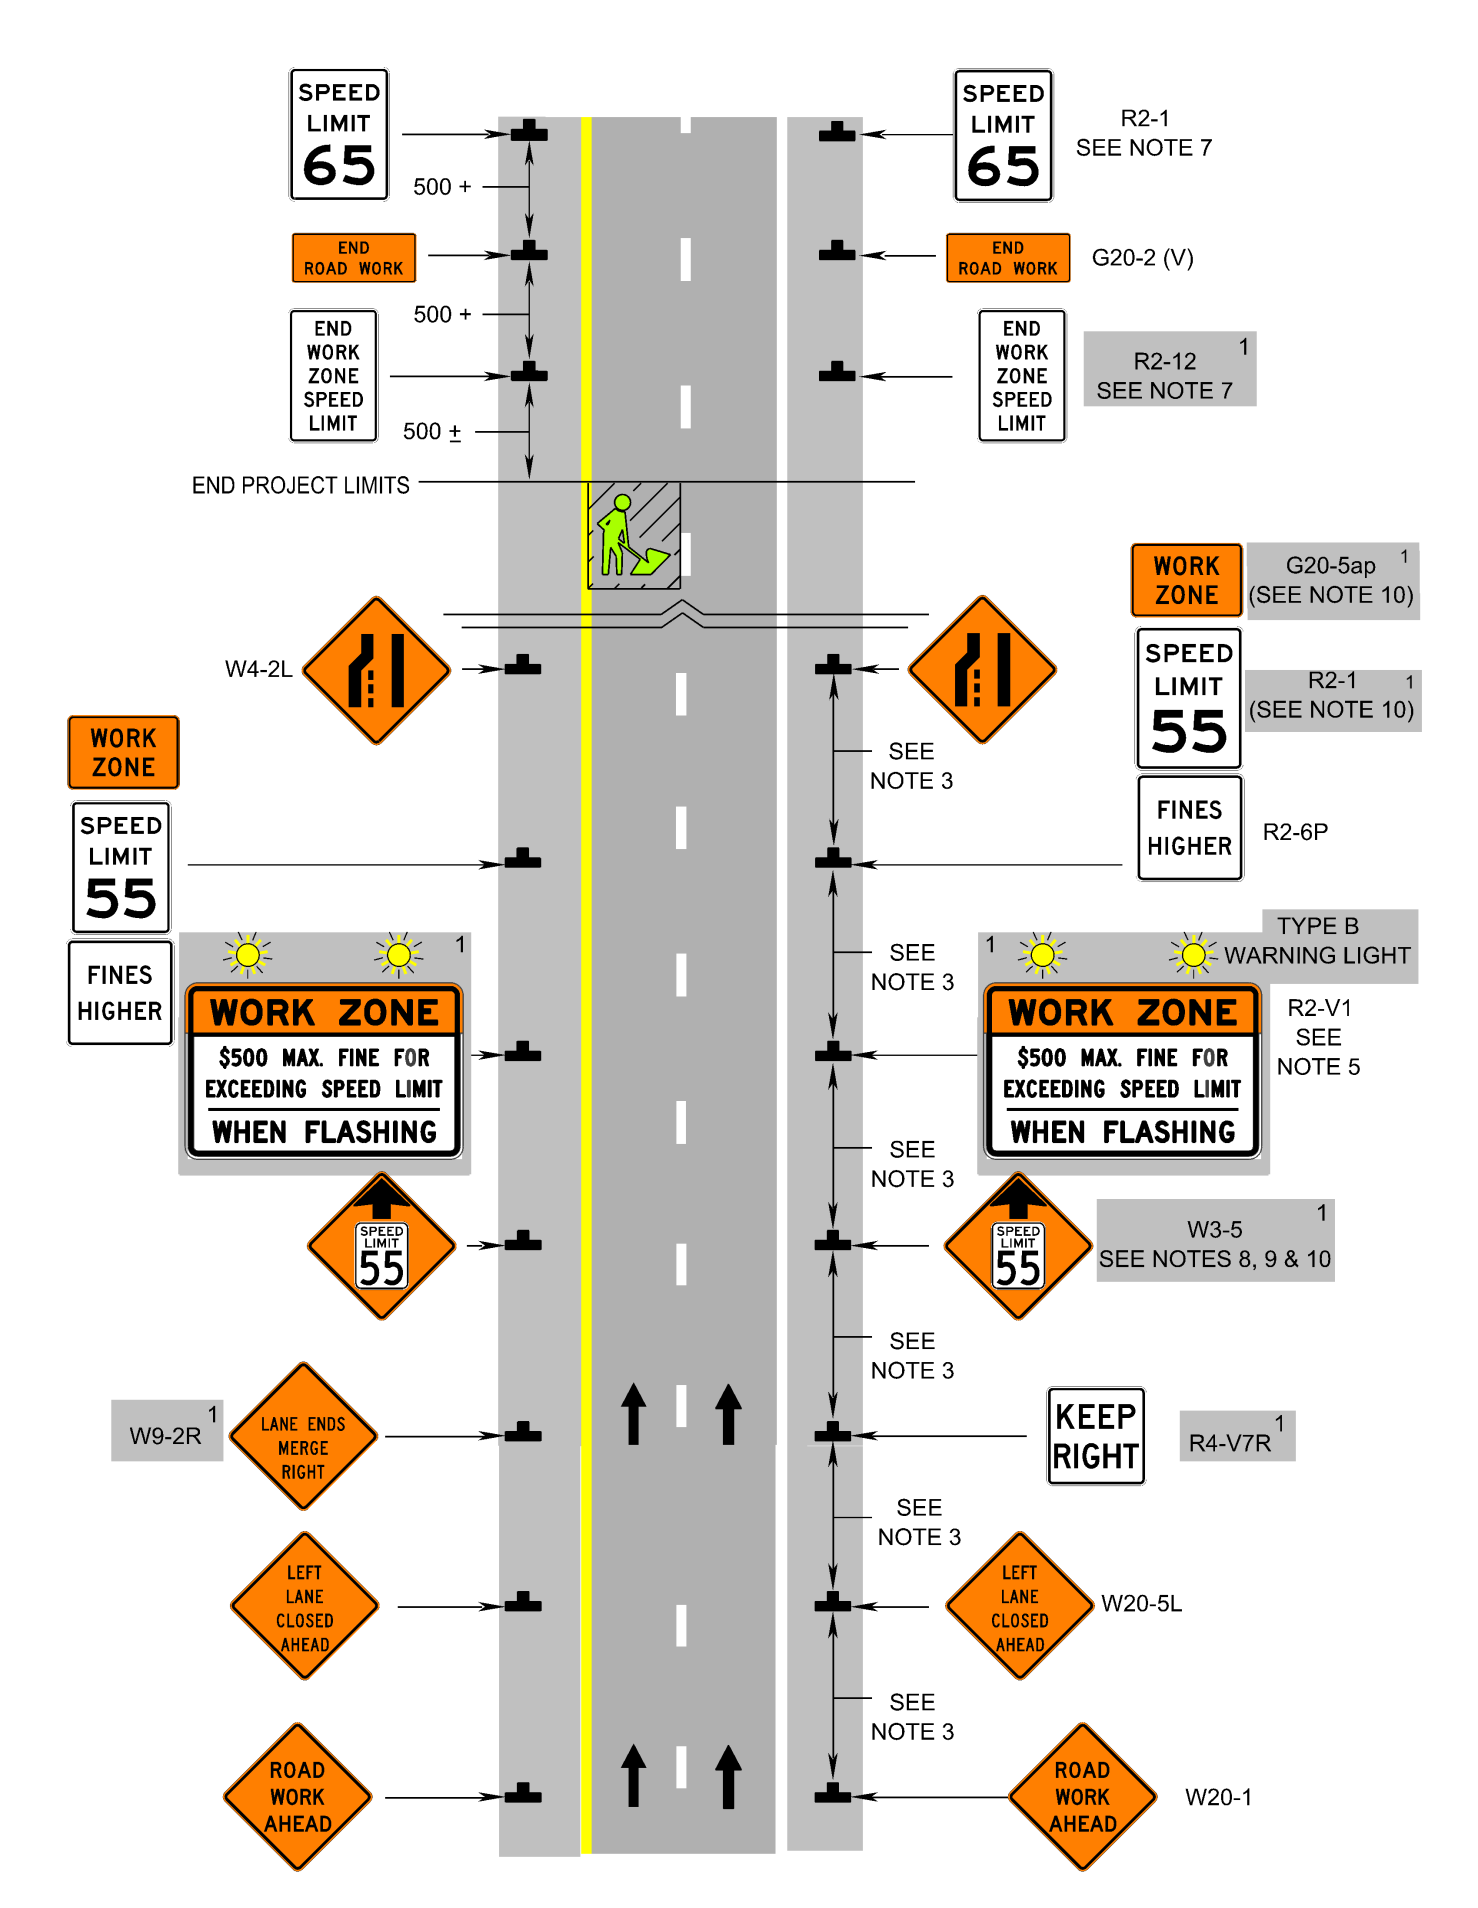 SPEED
LIMIT
65
SPEED
LIMIT
65
R2-1
SEE NOTE 7
500 +
END
ROAD WORK
END
ROAD WORK
G20-2 (V)
500 +
END
WORK
ZONE
SPEED
LIMIT
END
WORK
ZONE
SPEED
LIMIT
R2-12 1
SEE NOTE 7
500 ±
END PROJECT LIMITS
WORK
ZONE
G20-5ap 1
(SEE NOTE 10)
SPEED
LIMIT
55
R2-1 1
(SEE NOTE 10)
W4-2L
SEE
NOTE 3
WORK
ZONE
SPEED
LIMIT
55
FINES
HIGHER
R2-6P
FINES
HIGHER
SEE
NOTE 3
1
WORK ZONE
$500 MAX. FINE FOR
EXCEEDING SPEED LIMIT
WHEN FLASHING
1
TYPE B
WARNING LIGHT
WORK ZONE
$500 MAX. FINE FOR
EXCEEDING SPEED LIMIT
WHEN FLASHING
R2-V1
SEE
NOTE 5
SEE
NOTE 3
SPEED
LIMIT
55
SPEED
LIMIT
55
W3-5 1
SEE NOTES 8, 9 & 10
SEE
NOTE 3
W9-2R 1
LANE ENDS
MERGE
RIGHT
KEEP
RIGHT
R4-V7R 1
SEE
NOTE 3
LEFT
LANE
CLOSED
AHEAD
LEFT
LANE
CLOSED
AHEAD
W20-5L
SEE
NOTE 3
ROAD
WORK
AHEAD
ROAD
WORK
AHEAD
W20-1